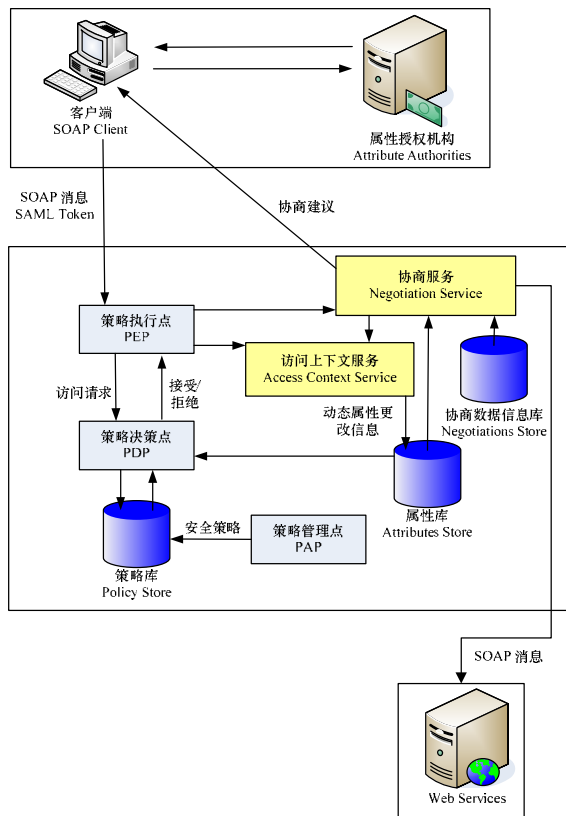 客户端
SOAP Client
属性授权机构
Attribute Authorities
SOAP 消息
SAML Token
协商建议
协商服务
Negotiation Service
策略执行点
PEP
访问上下文服务
Access Context Service
协商数据信息库
Negotiations Store
访问请求
接受/
拒绝
动态属性更
改信息
策略决策点
PDP
属性库
Attributes Store
安全策略
策略管理点
PAP
策略库
Policy Store
SOAP 消息
Web Services